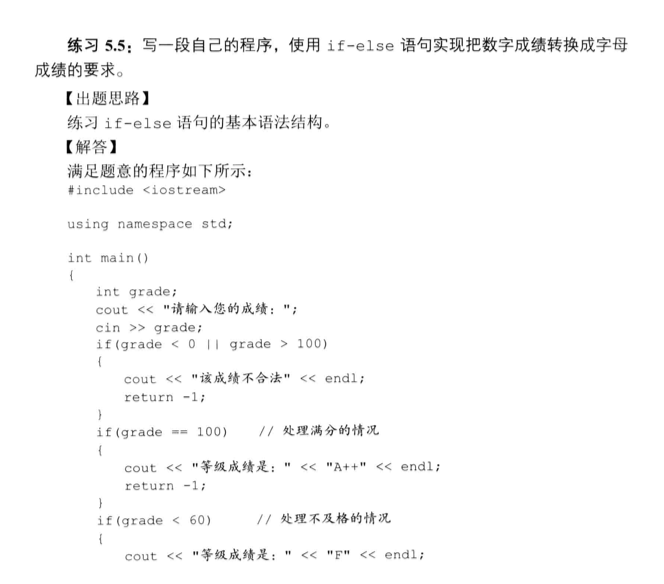 练习 5.5：写一段自己的程序，使用 if-else 语句实现把数字成绩转换成字母
成绩的要求。
【出题思路】
练习 if-else 语句的基本语法结构。
【解答】
满足题意的程序如下所示：
#include <iostream>
using namespace std;
int main()
{
int grade;
cout << "请输入您的成绩：";
cin >> grade;
if(grade < 0 || grade > 100)
{
cout << "该成绩不合法" << endl;
return -1;
}
if(grade == 100) // 处理满分的情况
{
cout << "等级成绩是：" << "A++" << endl;
return -1;
}
if(grade < 60) // 处理不及格的情况
{
cout << "等级成绩是：" << "F" << endl;